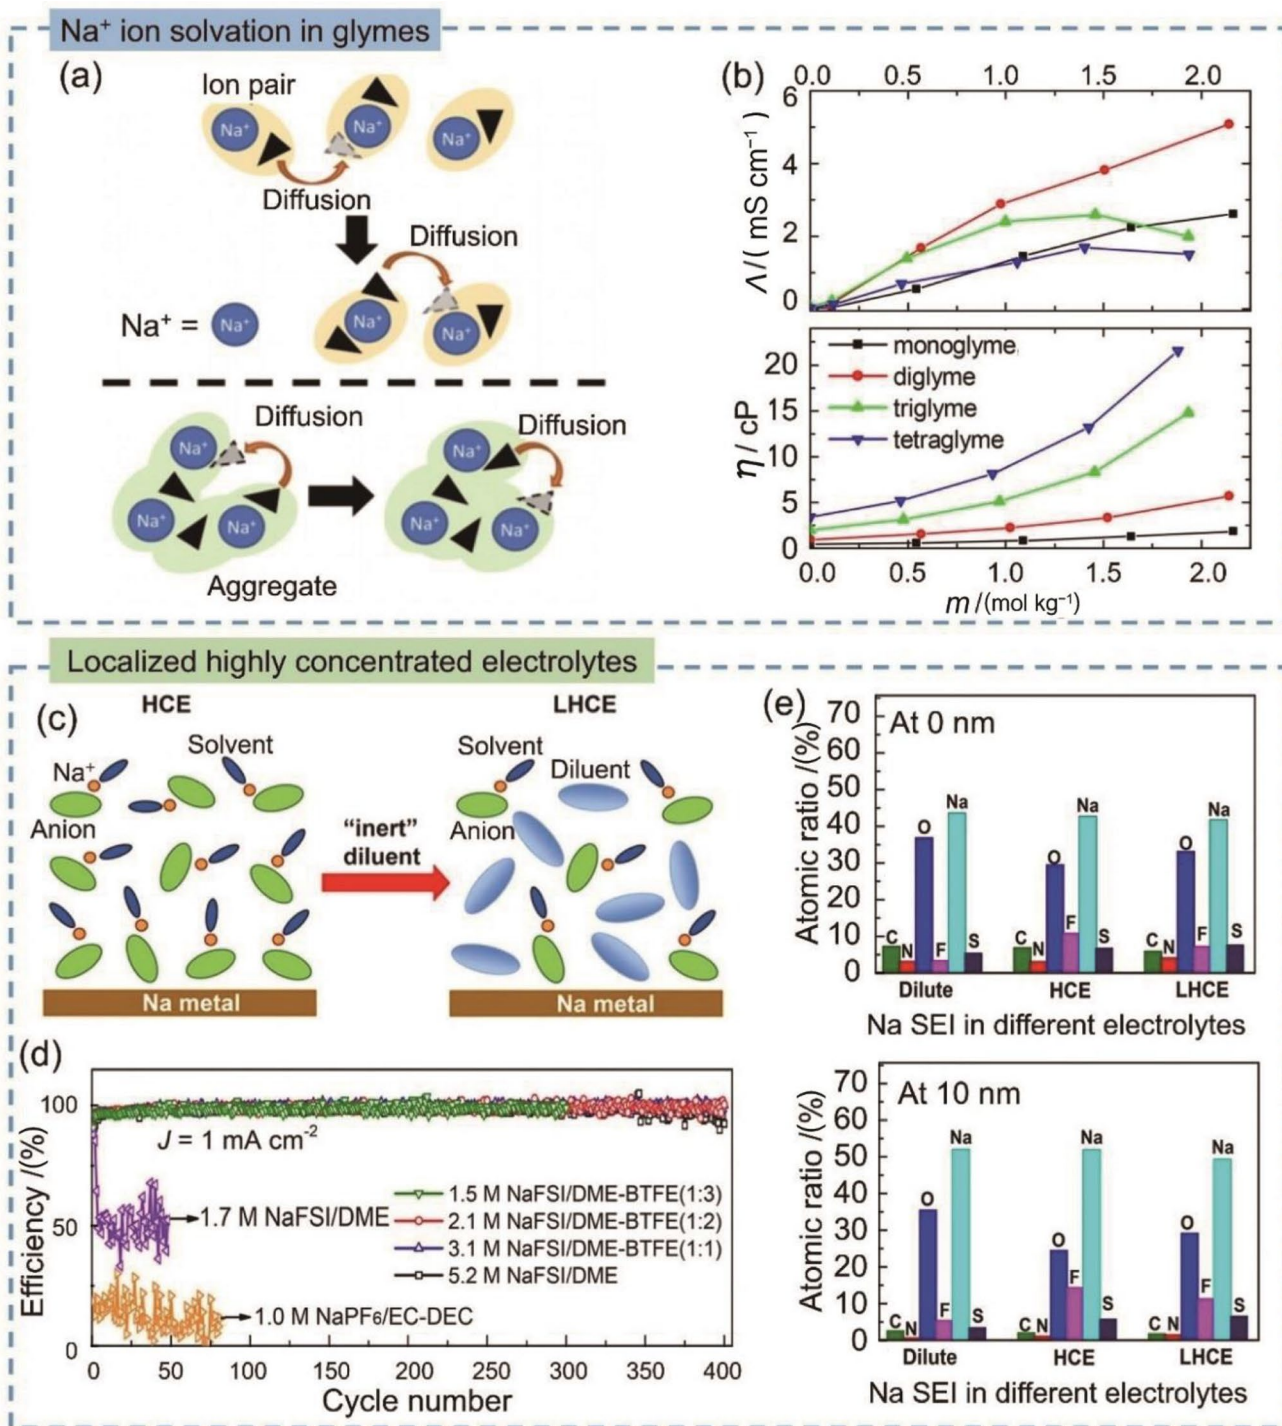 Na⁺ ion solvation in glymes
(a)
Ion pair
Na⁺
Na⁺
Na⁺
Diffusion
Diffusion
Na⁺ = Na⁺
Na⁺
Na⁺
Diffusion
Diffusion
Na⁺
Na⁺
Na⁺
Na⁺
Na⁺
Na⁺
Aggregate
(b)
0.0 0.5 1.0 1.5 2.0
6
4
2
0
Λ/( mS cm⁻¹ )
monoglyme
diglyme
triglyme
tetraglyme
20
15
10
5
0
η / cP
0.0 0.5 1.0 1.5 2.0
m /(mol kg⁻¹)
Localized highly concentrated electrolytes
(c)
HCE
LHCE
Solvent
Na⁺
Anion
“inert”
diluent
Solvent
Diluent
Anion
Na metal
Na metal
(d)
100
50
0
Efficiency /(%)
J = 1 mA cm⁻²
1.7 M NaFSI/DME
1.0 M NaPF₆/EC-DEC
1.5 M NaFSI/DME-BTFE(1:3)
2.1 M NaFSI/DME-BTFE(1:2)
3.1 M NaFSI/DME-BTFE(1:1)
5.2 M NaFSI/DME
0 50 100 150 200 250 300 350 400
Cycle number
(e)
At 0 nm
70
60
50
40
30
20
10
0
Atomic ratio /(%)
C N O F Na S
C N O F Na S
C N O F Na S
Dilute HCE LHCE
Na SEI in different electrolytes
At 10 nm
70
60
50
40
30
20
10
0
Atomic ratio /(%)
C N O F Na S
C N O F Na S
C N O F Na S
Dilute HCE LHCE
Na SEI in different electrolytes